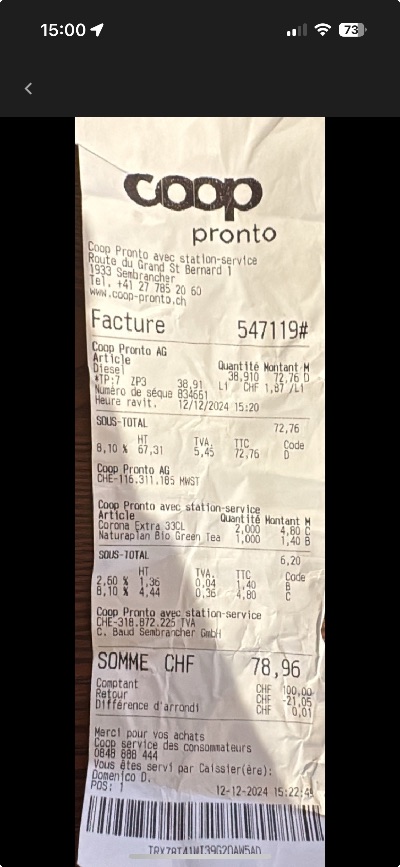 15:00
73
coop
pronto
Coop Pronto avec station-service
Route du Grand St Bernard 1
1933 Sembrancher
Tel. +41 27 785 20 60
www.coop-pronto.ch
Facture 547119#
Coop Pronto AG
Article Quantité Montant M
Diesel 38,910 72,76 D
*TP:7 ZP3 38,91 Ll CHF 1,87 /Ll
Numéro de séque 834661
Heure ravit. 12/12/2024 15:20
SOUS-TOTAL 72,76
HT TVA. TTC Code
8,10 % 67,31 5,45 72,76 D
Coop Pronto AG
CHE-116.311.185 MWST
Coop Pronto avec station-service
Article Quantité Montant M
Corona Extra 33CL 2,000 4,80 C
Naturaplan Bio Green Tea 1,000 1,40 B
SOUS-TOTAL 6,20
HT TVA. TTC Code
2,60 % 1,36 0,04 1,40 B
8,10 % 4,44 0,36 4,80 C
Coop Pronto avec station-service
CHE-318.872.225 TVA
C. Baud Sembrancher GmbH
SOMME CHF 78,96
Comptant CHF 100,00
Retour CHF -21,05
Différence d'arrondi CHF 0,01
Merci pour vos achats
Coop service des consommateurs
0848 888 444
Vous êtes servi par Caissier(ère):
Domenico D.
POS: 1 12-12-2024 15:22:49